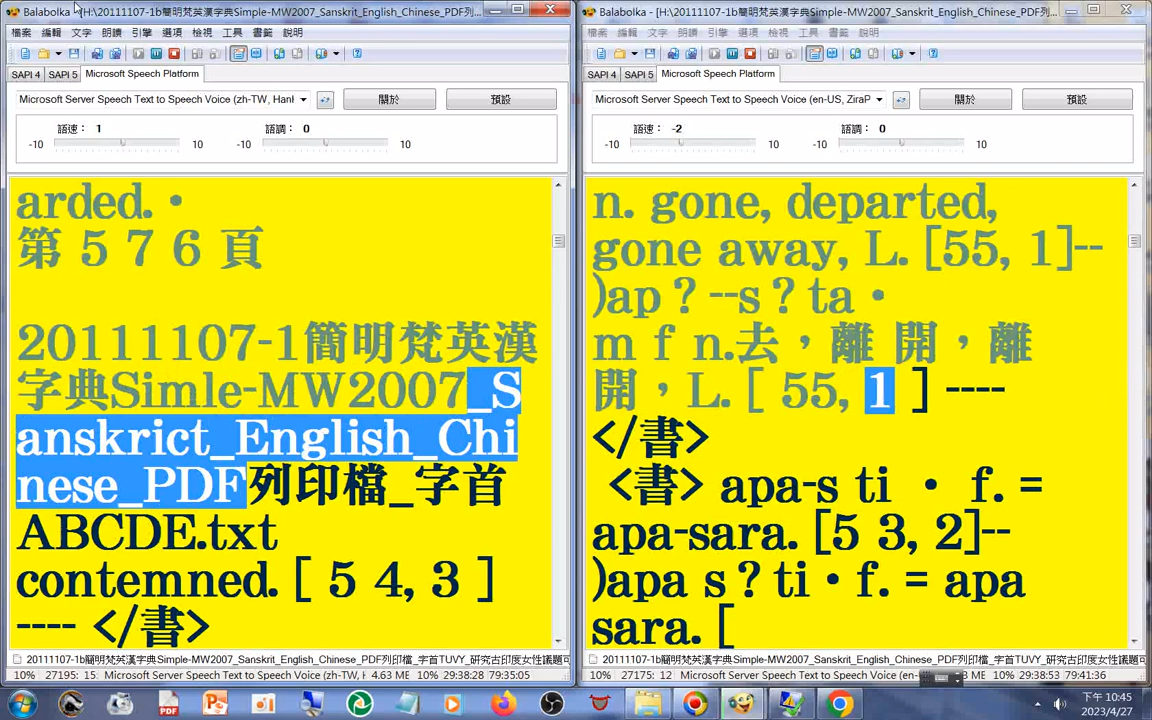 Balabolka - [H:\20111107-1b簡明梵英漢字典Simple-MW2007_Sanskrit_English_Chinese_PDF列...
檔案 編輯 文字 朗讀 引擎 選項 檢視 工具 書籤 說明
SAPI 4 SAPI 5 Microsoft Speech Platform
Microsoft Server Speech Text to Speech Voice (zh-TW, HanH 關於 預設
語速： 1 語調： 0
-10 10 -10 10
arded.•
第 5 7 6 頁
20111107-1簡明梵英漢
字典Simle-MW2007_S
anskrict_English_Chi
nese_PDF列印檔_字首
ABCDE.txt
contemned. [ 5 4, 3 ]
---- </書>
20111107-1b簡明梵英漢字典Simple-MW2007_Sanskrit_English_Chinese_PDF列印檔_字首TUVY_研究古印度女性議題可
10% 27195: 15 Microsoft Server Speech Text to Speech Voice (zh-TW, H 4.63 ME 29:38:28 79:35:05
Balabolka - [H:\20111107-1b簡明梵英漢字典Simple-MW2007_Sanskrit_English_Chinese_PDF列...
檔案 編輯 文字 朗讀 引擎 選項 檢視 工具 書籤 說明
SAPI 4 SAPI 5 Microsoft Speech Platform
Microsoft Server Speech Text to Speech Voice (en-US, ZiraP 關於 預設
語速： -2 語調： 0
-10 10 -10 10
n. gone, departed,
gone away, L. [55, 1]--
)ap？--s？ta •
m f n.去，離 開，離
開，L. [ 55, 1 ] ----
</書>
<書> apa-s ti • f. =
apa-sara. [5 3, 2]--
)apa s？ti • f. = apa
sara. [
20111107-1b簡明梵英漢字典Simple-MW2007_Sanskrit_English_Chinese_PDF列印檔_字首TUVY_研究古印度女性議題可
10% 27175: 12 Microsoft Server Speech Text to Speech Voice (en-US, ZiraP ME 29:38:53 79:41:36
下午 10:45
2023/4/27